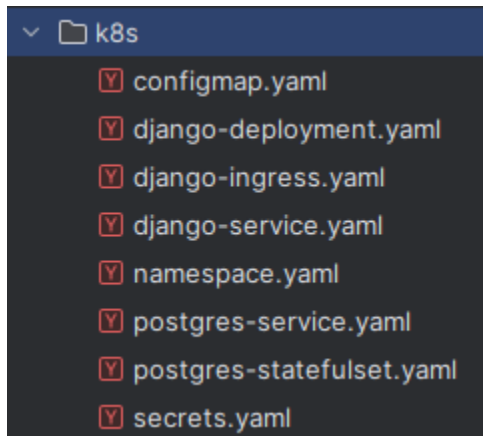 k8s
Y configmap.yaml
Y django-deployment.yaml
Y django-ingress.yaml
Y django-service.yaml
Y namespace.yaml
Y postgres-service.yaml
Y postgres-statefulset.yaml
Y secrets.yaml